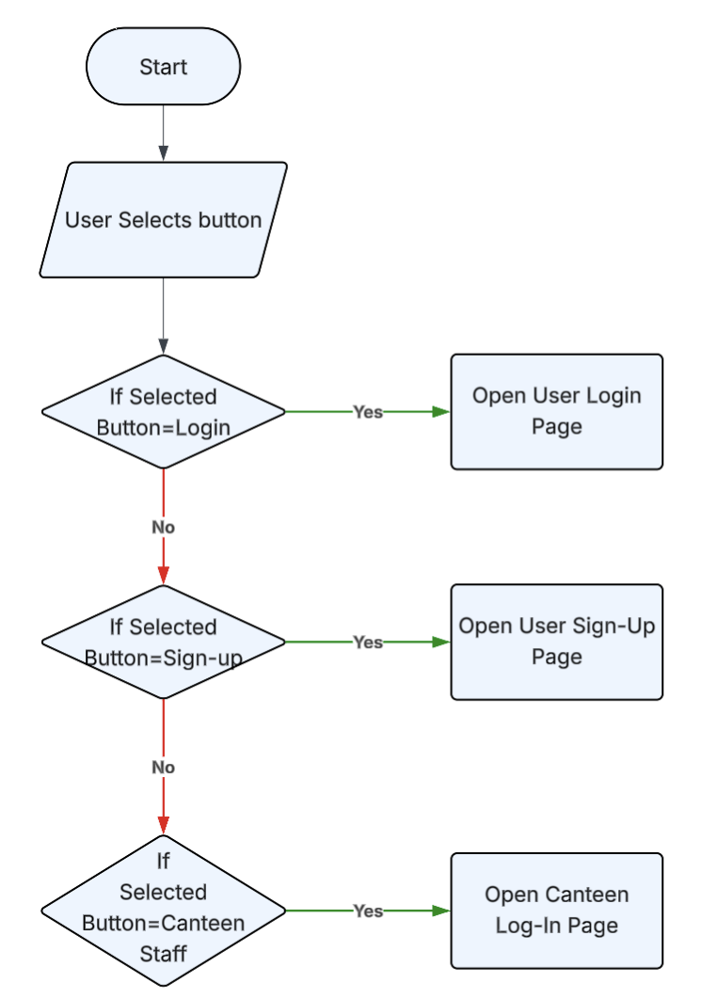 Start
User Selects button
If Selected
Button=Login
Yes
Open User Login
Page
No
If Selected
Button=Sign-up
Yes
Open User Sign-Up
Page
No
If
Selected
Button=Canteen
Staff
Yes
Open Canteen
Log-In Page